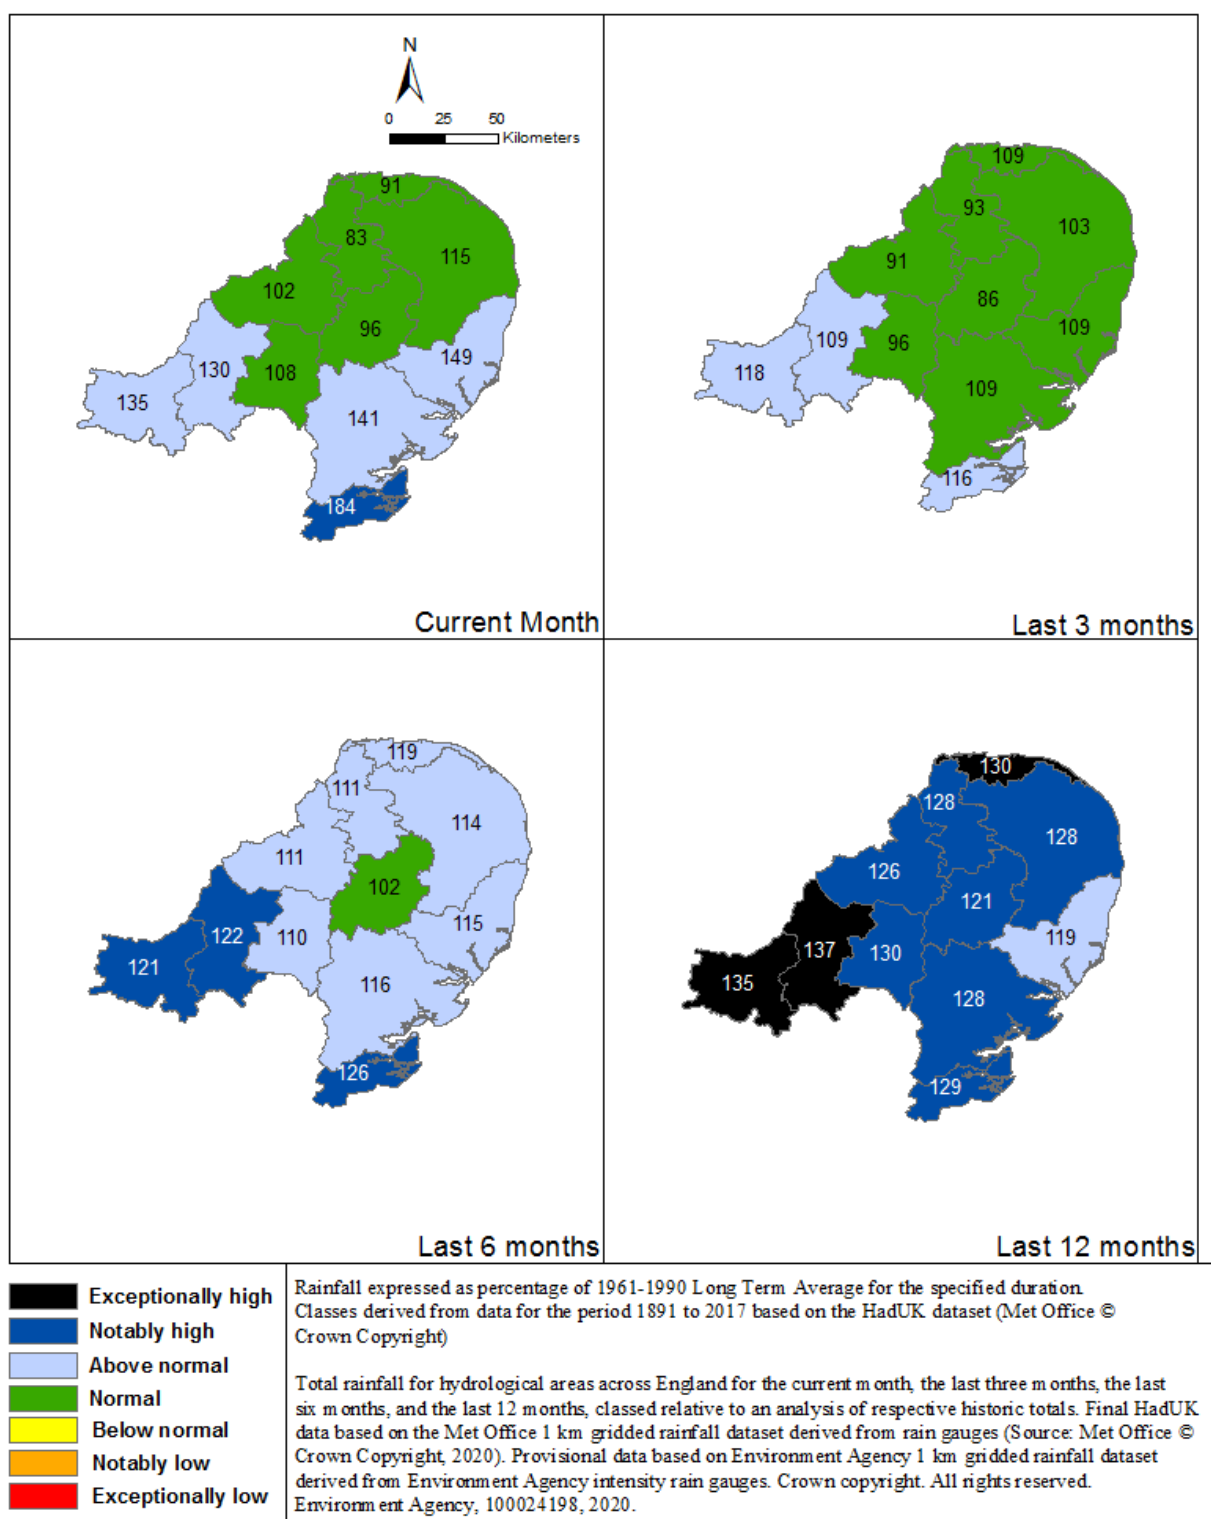 N
0 25 50
Kilometers
91
83
115
102
96
149
130
108
135
141
184
Current Month
109
93
103
91
86
109
109
96
118
109
116
Last 3 months
119
111
114
111
102
115
122
110
121
116
126
Last 6 months
130
128
128
126
121
119
137
130
135
128
129
Last 12 months
Exceptionally high
Notably high
Above normal
Normal
Below normal
Notably low
Exceptionally low
Rainfall expressed as percentage of 1961-1990 Long Term Average for the specified duration.
Classes derived from data for the period 1891 to 2017 based on the HadUK dataset (Met Office ©
Crown Copyright)
Total rainfall for hydrological areas across England for the current month, the last three months, the last
six months, and the last 12 months, classed relative to an analysis of respective historic totals. Final HadUK
data based on the Met Office 1 km gridded rainfall dataset derived from rain gauges (Source: Met Office ©
Crown Copyright, 2020). Provisional data based on Environment Agency 1 km gridded rainfall dataset
derived from Environment Agency intensity rain gauges. Crown copyright. All rights reserved.
Environment Agency, 100024198, 2020.